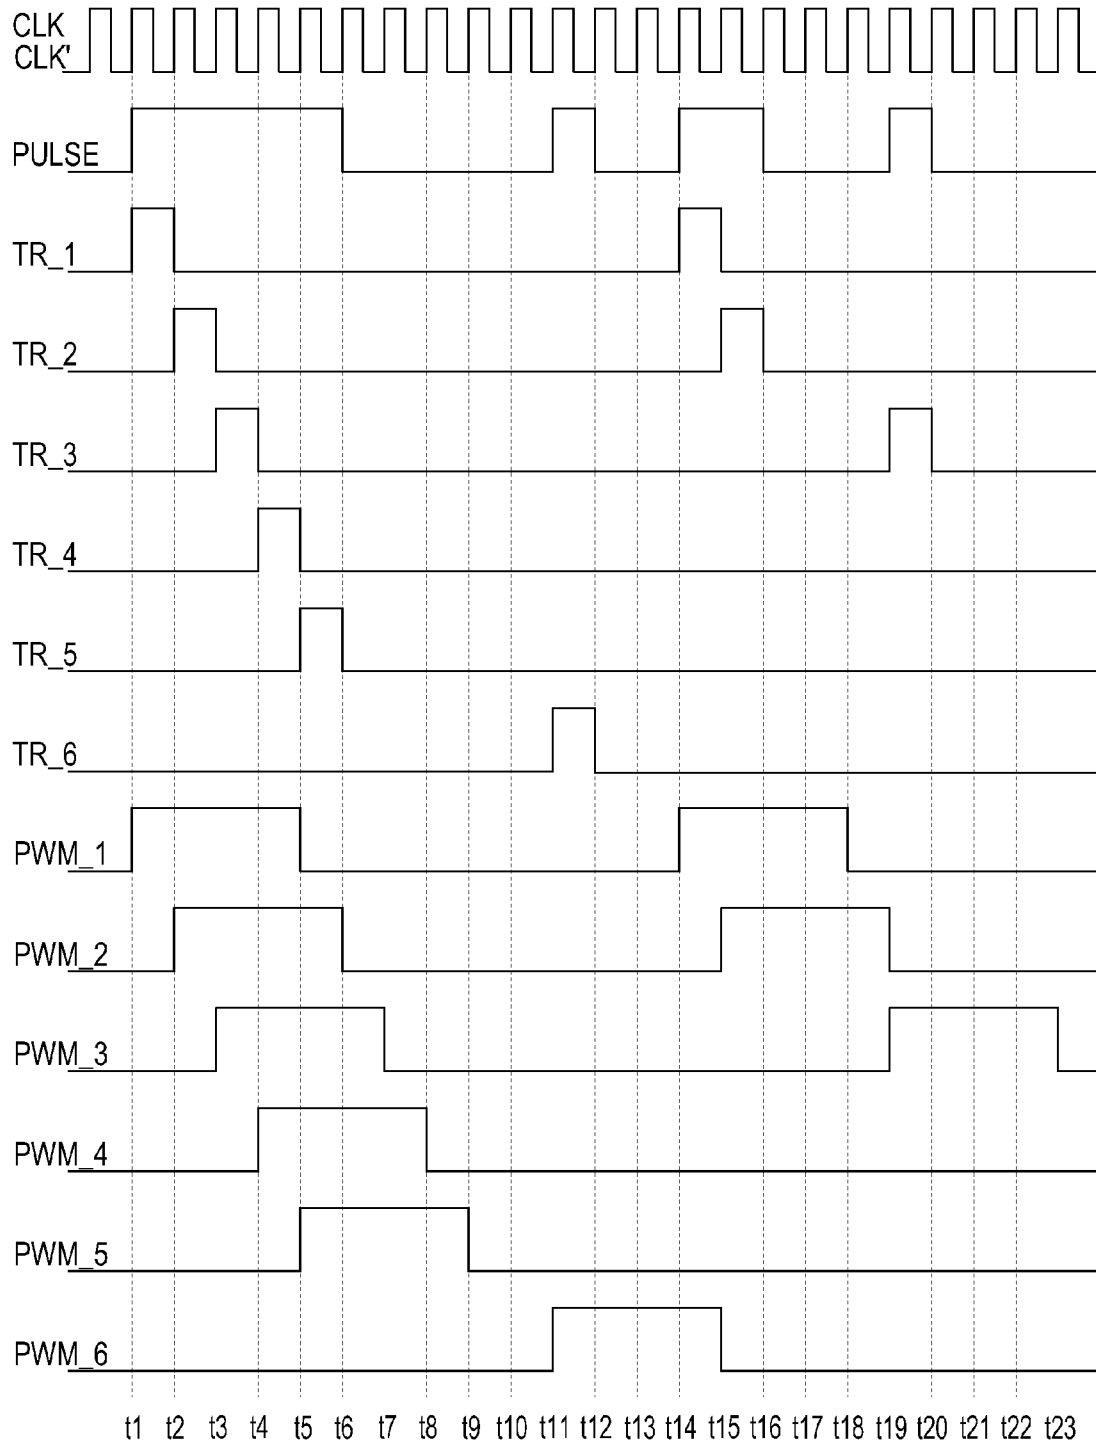 CLK
CLK'
PULSE
TR_1
TR_2
TR_3
TR_4
TR_5
TR_6
PWM_1
PWM_2
PWM_3
PWM_4
PWM_5
PWM_6
t1 t2 t3 t4 t5 t6 t7 t8 t9 t10 t11 t12 t13 t14 t15 t16 t17 t18 t19 t20 t21 t22 t23